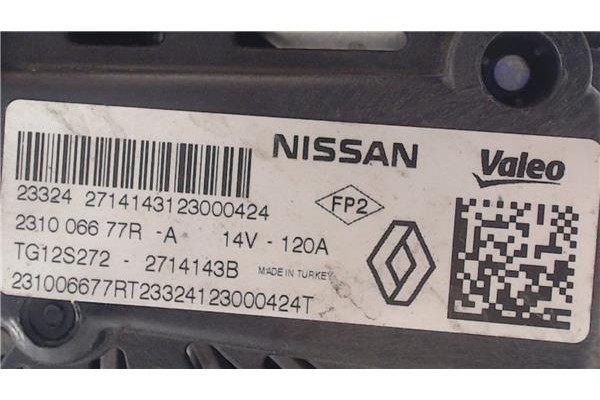 NISSAN
Valeo
23324 2714143123000424
FP2
2310 066 77R -A 14V - 120A
TG12S272 - 2714143B MADE IN TURKEY
231006677RT23324123000424T